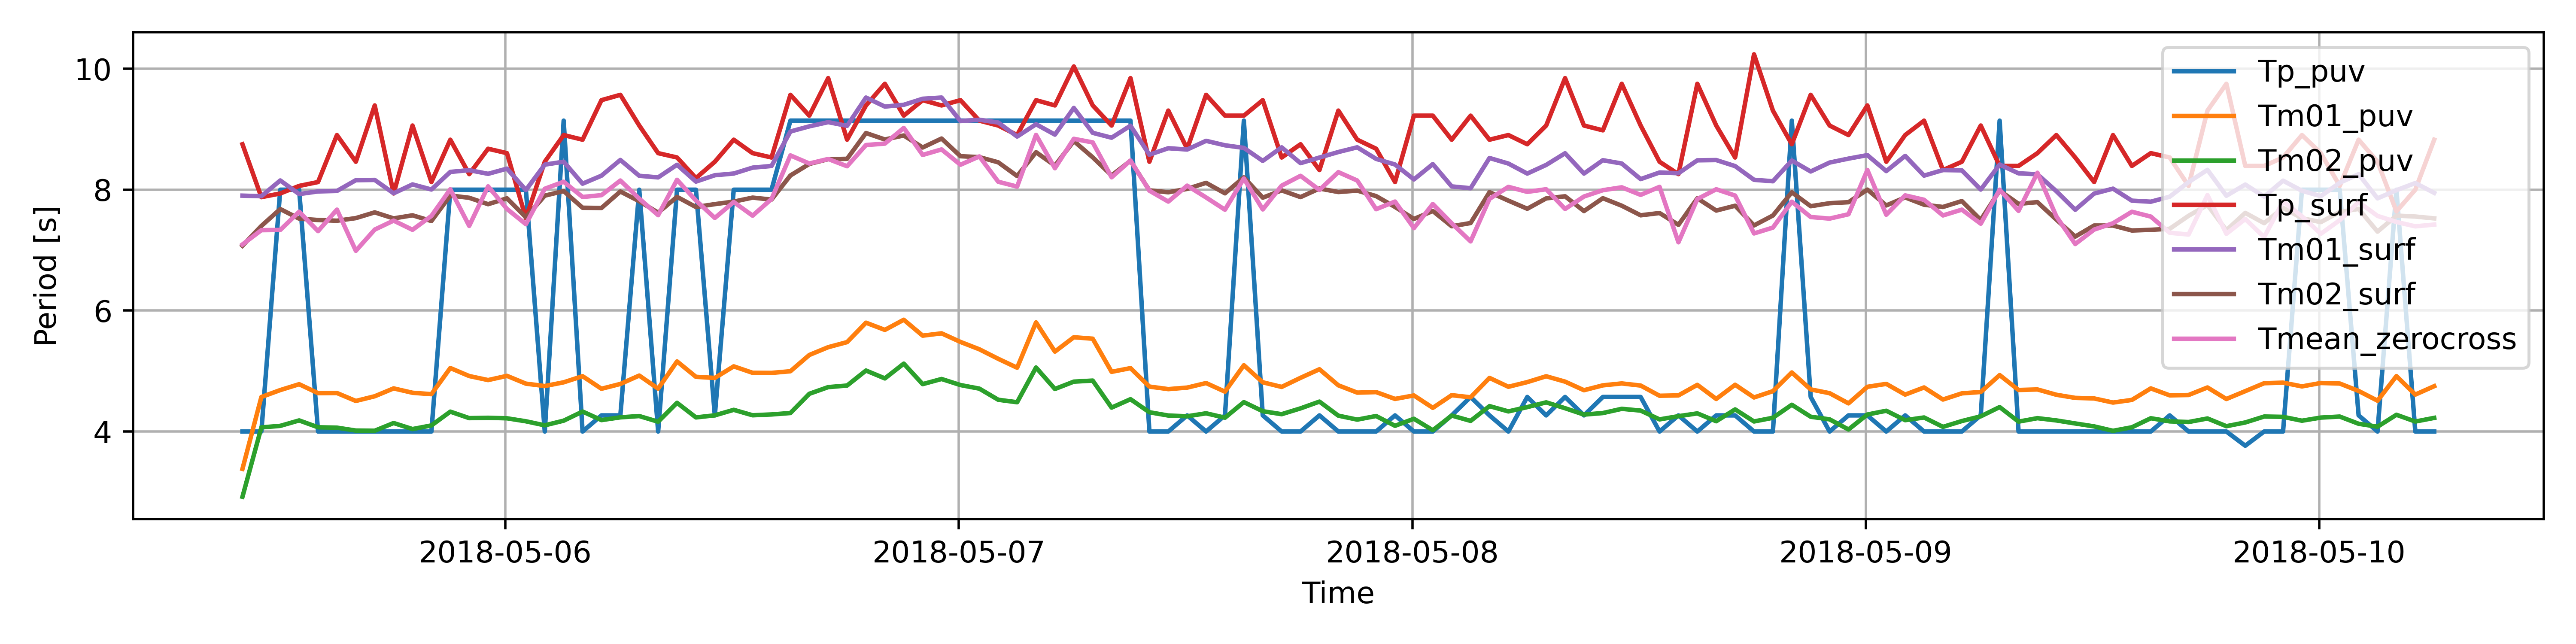 10
8
6
4
Period [s]
Tp_puv
Tm01_puv
Tm02_puv
Tp_surf
Tm01_surf
Tm02_surf
Tmean_zerocross
2018-05-06 2018-05-07 2018-05-08 2018-05-09 2018-05-10
Time